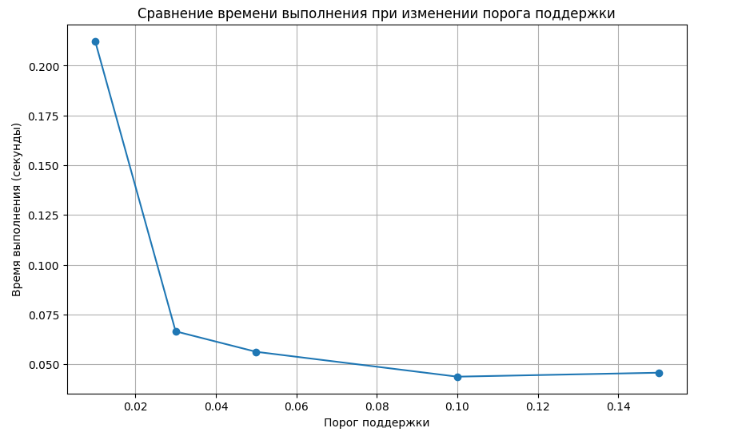 Сравнение времени выполнения при изменении порога поддержки
0.200
0.175
0.150
0.125
0.100
0.075
0.050
Время выполнения (секунды)
0.02 0.04 0.06 0.08 0.10 0.12 0.14
Порог поддержки